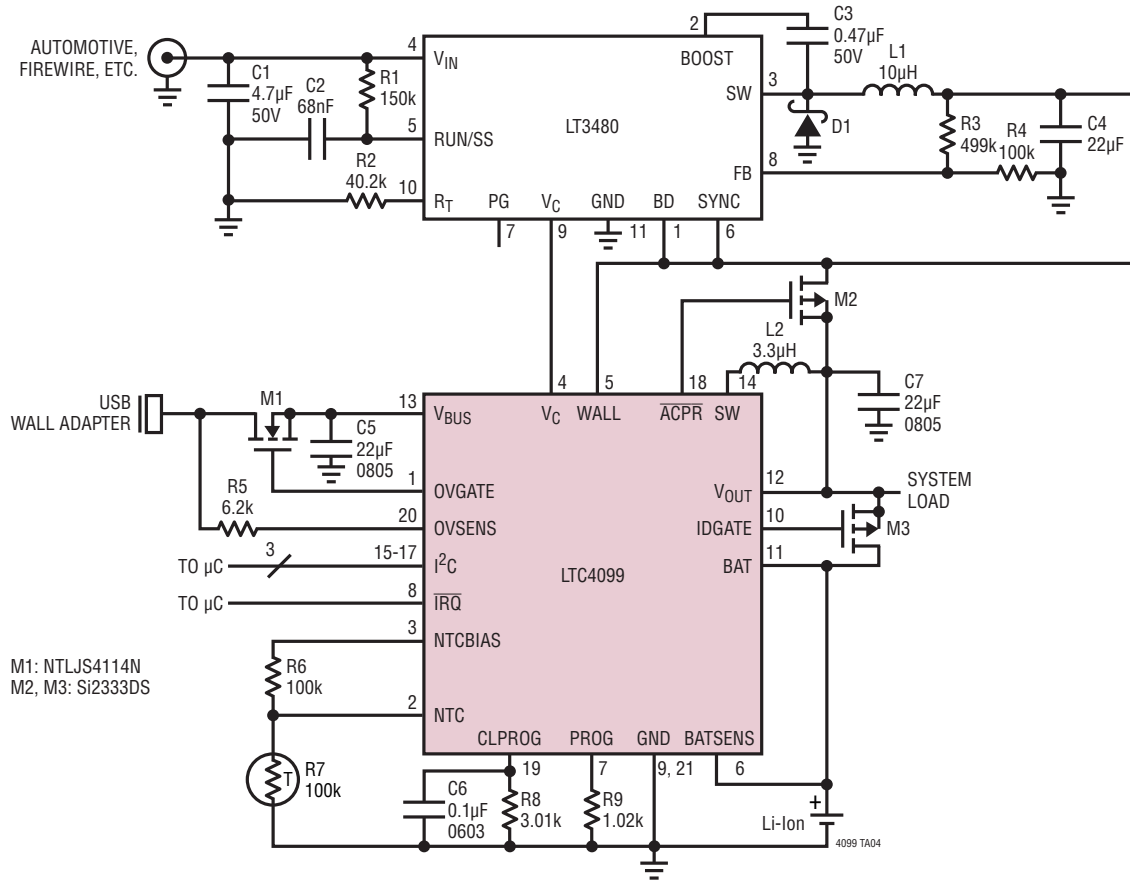 AUTOMOTIVE,
FIREWIRE, ETC.
C1
4.7µF
50V
C2
68nF
R1
150k
R2
40.2k
4
5
10
VIN
RUN/SS
RT
LT3480
BOOST
SW
FB
PG
VC
GND
BD
SYNC
7
9
11
1
6
2
3
8
C3
0.47µF
50V
L1
10µH
D1
R3
499k
R4
100k
C4
22µF
M2
L2
3.3µH
C7
22µF
0805
USB
WALL ADAPTER
M1
C5
22µF
0805
R5
6.2k
TO µC
3
TO µC
13
1
20
15-17
8
3
2
4
5
18
14
VBUS
VC
WALL
ACPR
SW
OVGATE
OVSENS
I2C
IRQ
NTCBIAS
NTC
LTC4099
VOUT
IDGATE
BAT
12
10
11
SYSTEM
LOAD
M3
M1: NTLJS4114N
M2, M3: Si2333DS
R6
100k
T
R7
100k
CLPROG
PROG
GND
BATSENS
19
7
9, 21
6
C6
0.1µF
0603
R8
3.01k
R9
1.02k
Li-Ion
+
4099 TA04